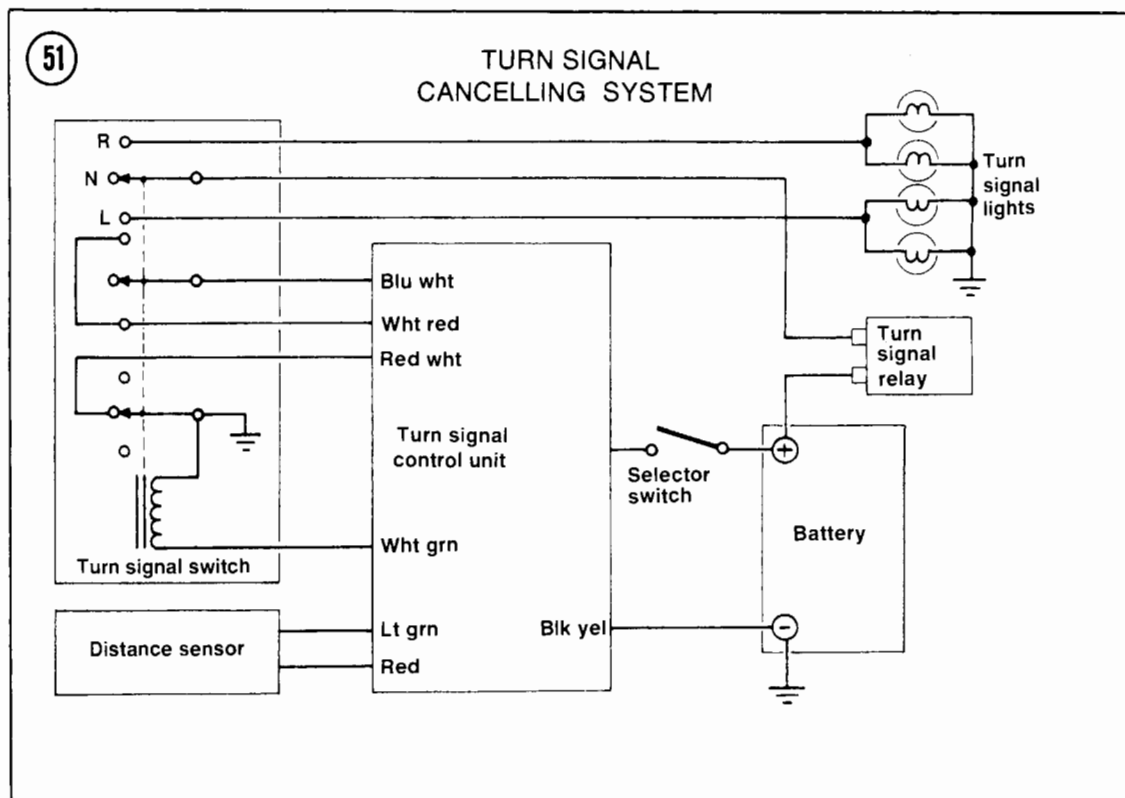 51
TURN SIGNAL
CANCELLING SYSTEM
R
N
L
Turn
signal
lights
Blu wht
Wht red
Red wht
Turn
signal
relay
Turn signal
control unit
Selector
switch
+
Battery
Wht grn
Turn signal switch
Distance sensor
Lt grn
Red
Blk yel
-